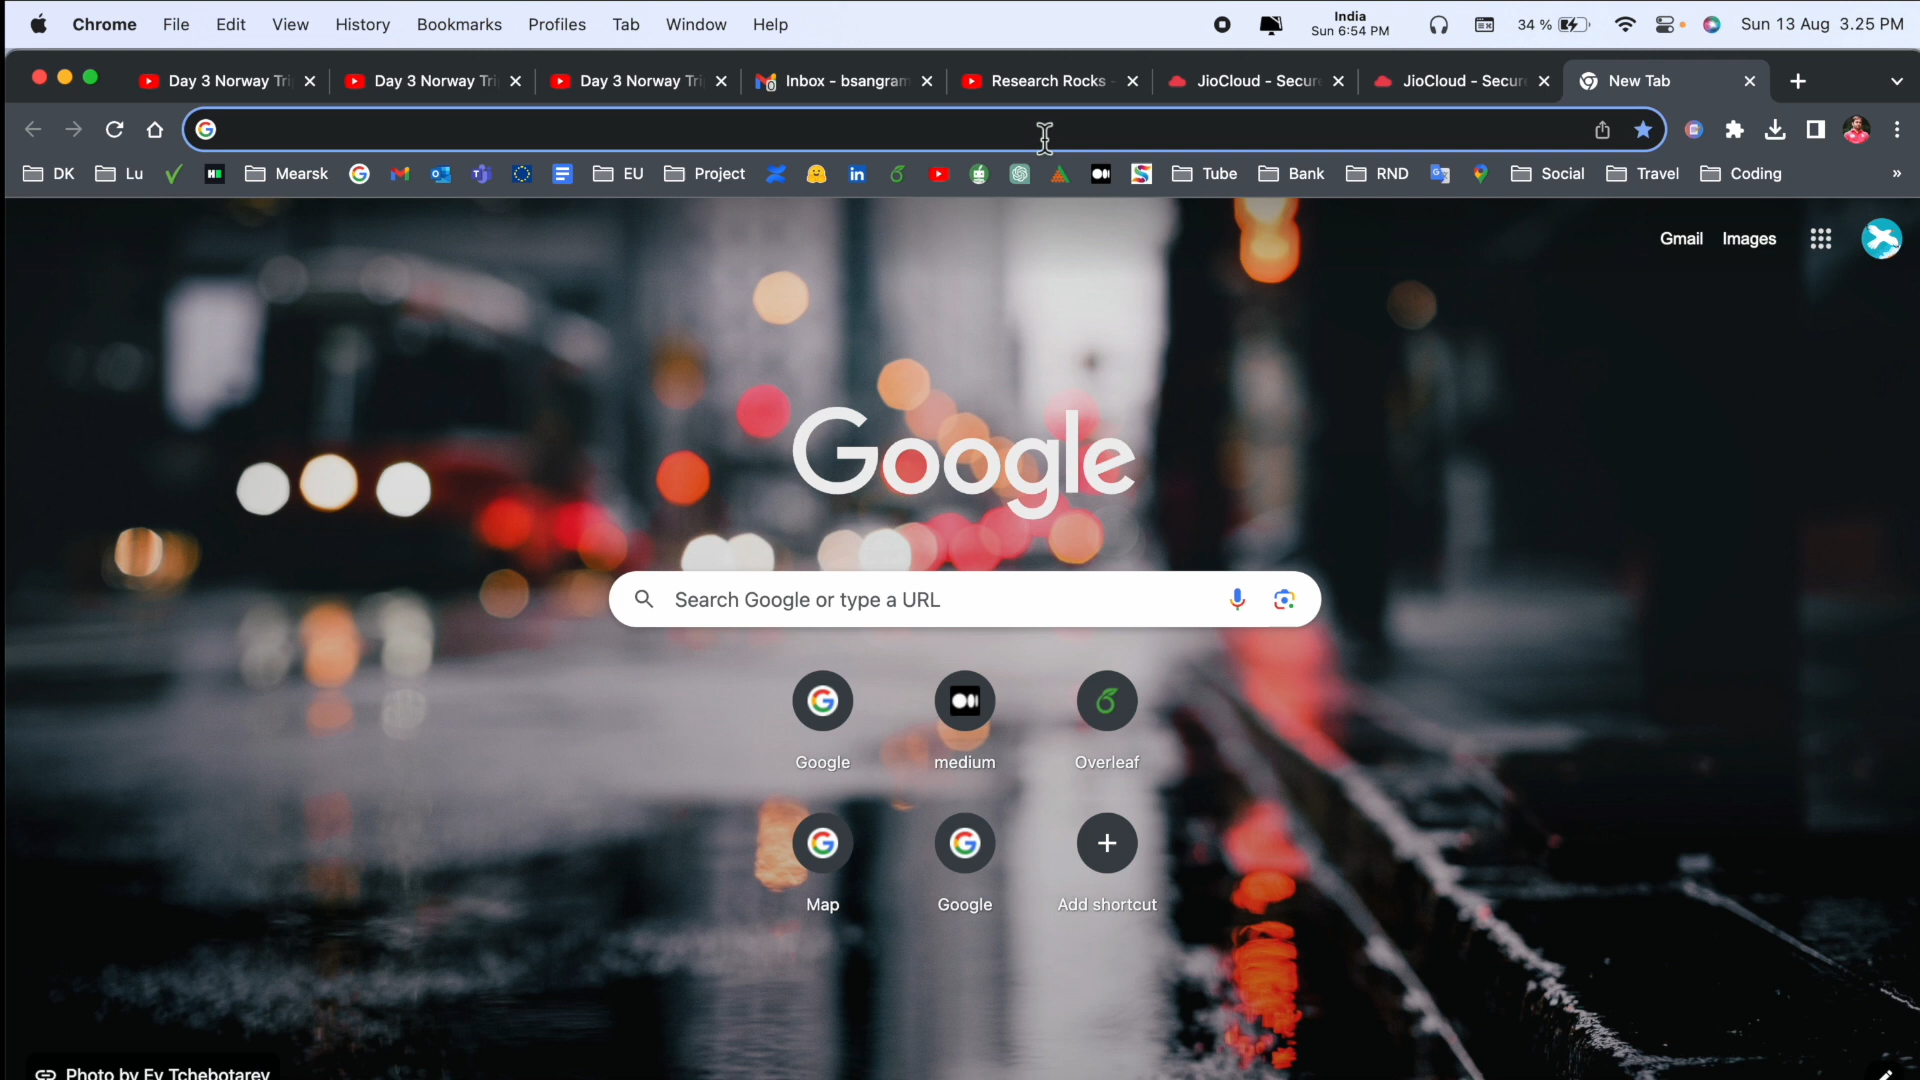 Chrome File Edit View History Bookmarks Profiles Tab Window Help
India
Sun 6:54 PM
34 %
Sun 13 Aug 3.25 PM
Day 3 Norway Tri
Day 3 Norway Tri
Day 3 Norway Tri
Inbox - bsangram
Research Rocks -
JioCloud - Secure
JioCloud - Secure
New Tab
DK
Lu
Mearsk
EU
Project
in
Tube
Bank
RND
Social
Travel
Coding
»
Gmail Images
Google
Search Google or type a URL
Google medium Overleaf
Map Google Add shortcut
Photo by Ev Tchebotarev